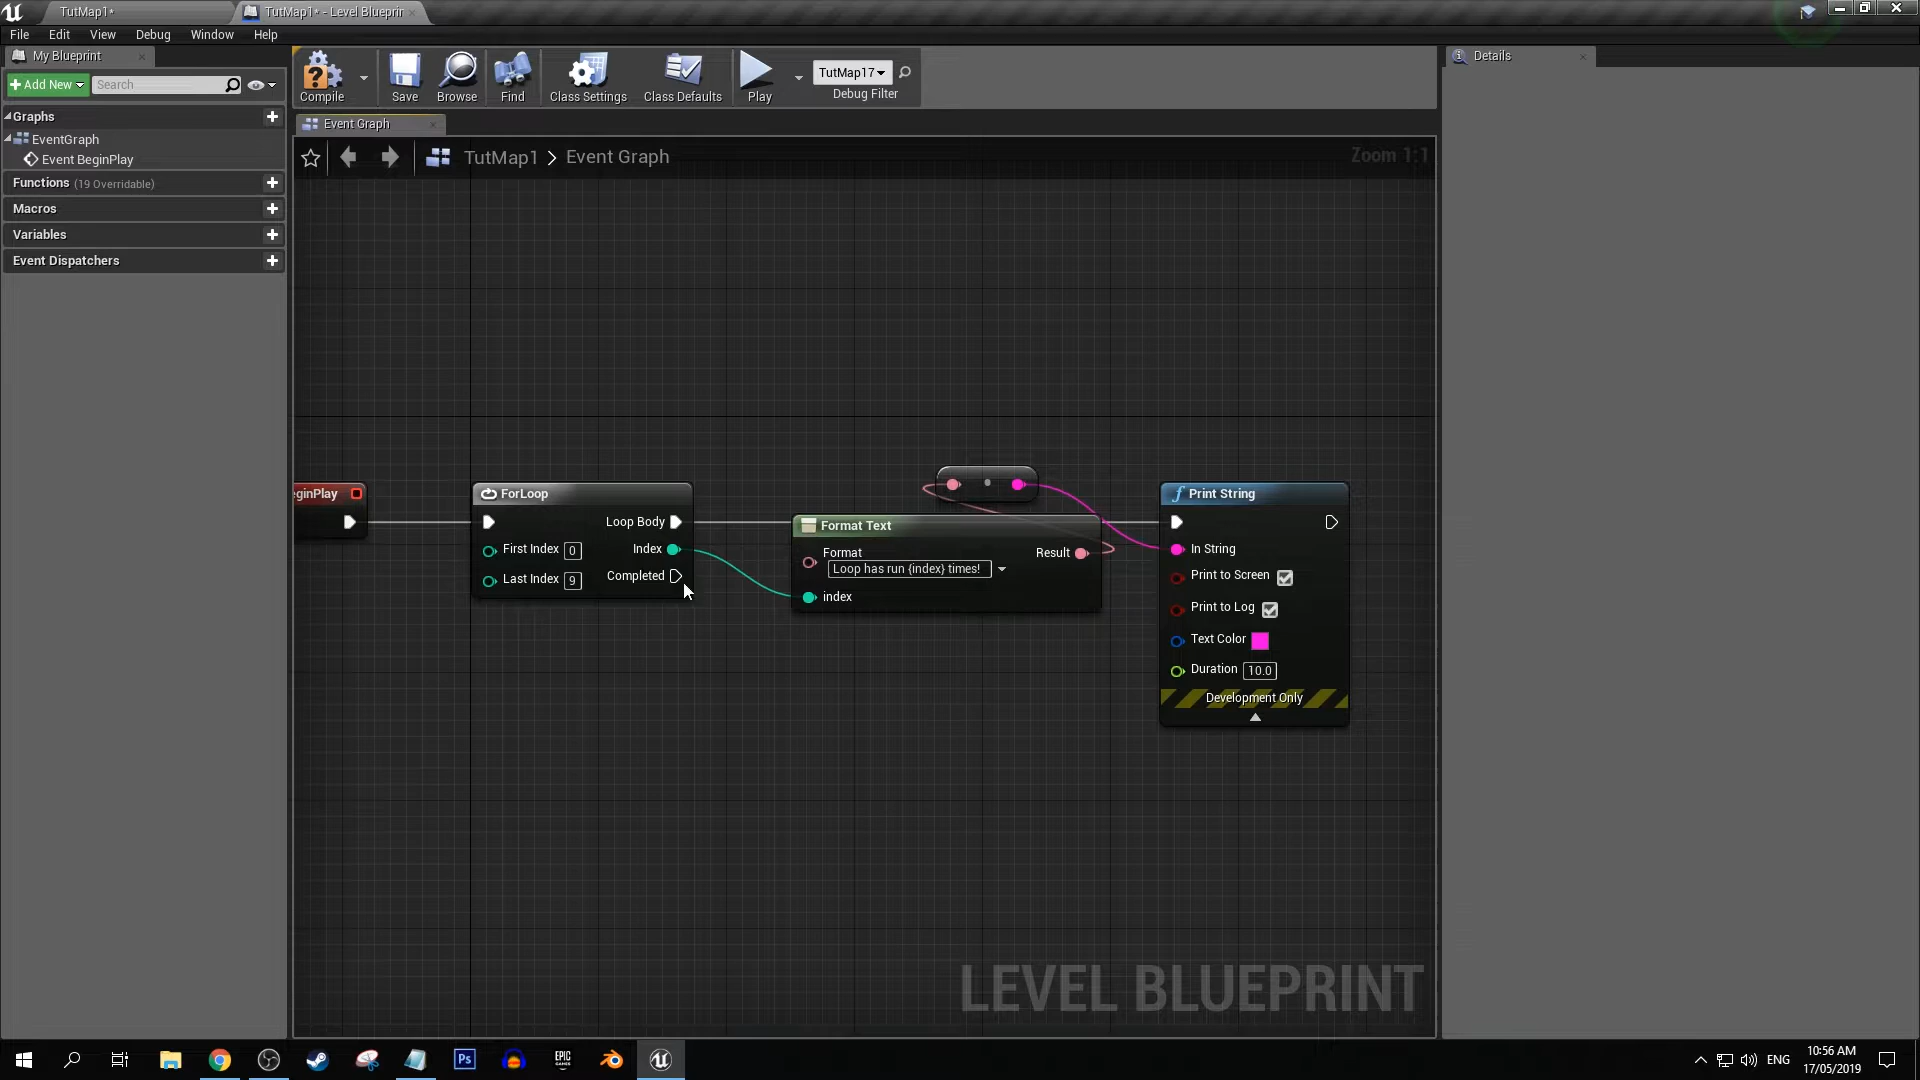 TutMap1*
TutMap1* - Level Blueprin
File Edit View Debug Window Help
My Blueprint
Details
Add New
Search
Compile Save Browse Find Class Settings Class Defaults Play
TutMap17
Debug Filter
Graphs
EventGraph
Event BeginPlay
Functions (19 Overridable)
Macros
Variables
Event Dispatchers
Event Graph
TutMap1 > Event Graph
Zoom 1:1
ginPlay
ForLoop
Loop Body
First Index 0
Index
Last Index 9
Completed
Format Text
Format
Loop has run {index} times!
Result
index
Print String
In String
Print to Screen
Print to Log
Text Color
Duration 10.0
Development Only
LEVEL BLUEPRINT
Ps
EPIC GAMES
ENG
10:56 AM
17/05/2019